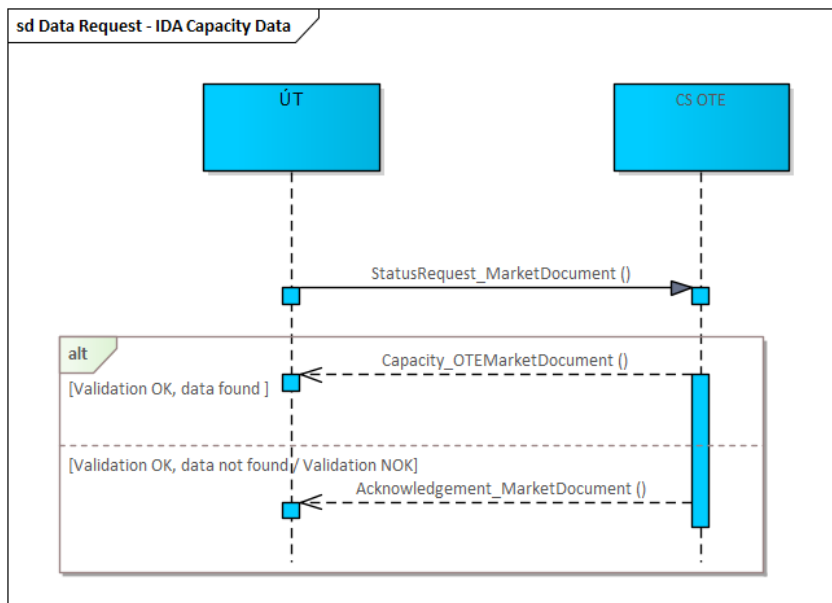 sd Data Request - IDA Capacity Data
ÚT
CS OTE
StatusRequest_MarketDocument ()
alt
Capacity_OTEMarketDocument ()
[Validation OK, data found ]
[Validation OK, data not found / Validation NOK]
Acknowledgement_MarketDocument ()